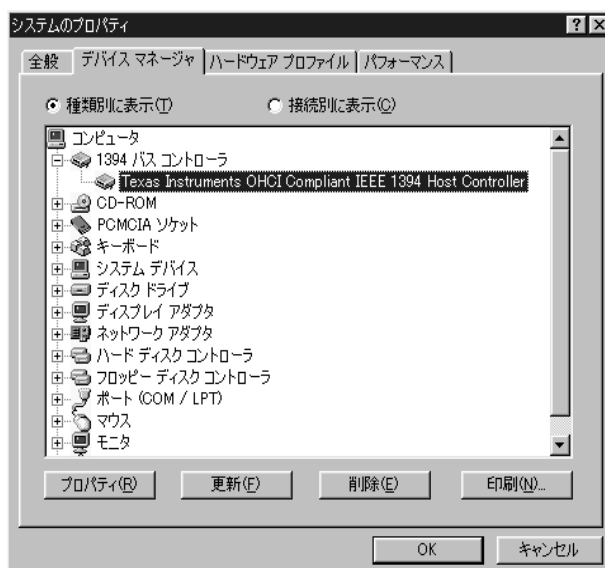 システムのプロパティ
全般 デバイス マネージャ ハードウェア プロファイル パフォーマンス
種類別に表示(T) 接続別に表示(C)
コンピュータ
1394 バス コントローラ
Texas Instruments OHCI Compliant IEEE 1394 Host Controller
CD-ROM
PCMCIA ソケット
キーボード
システム デバイス
ディスク ドライブ
ディスプレイ アダプタ
ネットワーク アダプタ
ハード ディスク コントローラ
フロッピー ディスク コントローラ
ポート (COM / LPT)
マウス
モニタ
プロパティ(R) 更新(F) 削除(E) 印刷(N)...
OK キャンセル